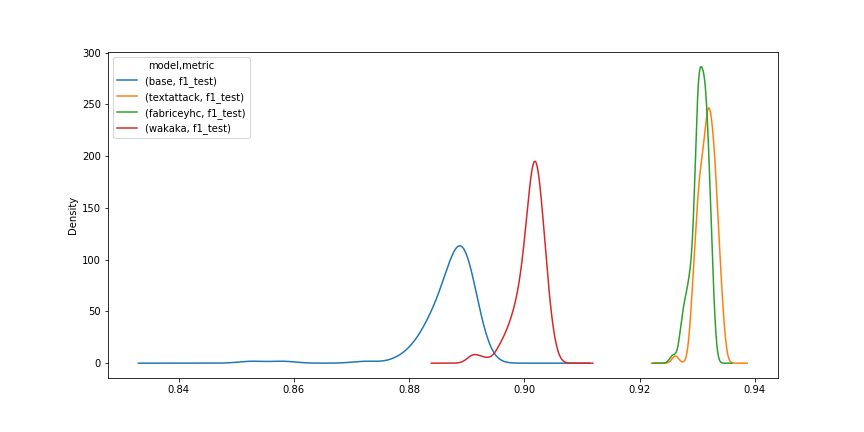 model,metric
(base, f1_test)
(textattack, f1_test)
(fabriceyhc, f1_test)
(wakaka, f1_test)
Density
300
250
200
150
100
50
0
0.84 0.86 0.88 0.90 0.92 0.94